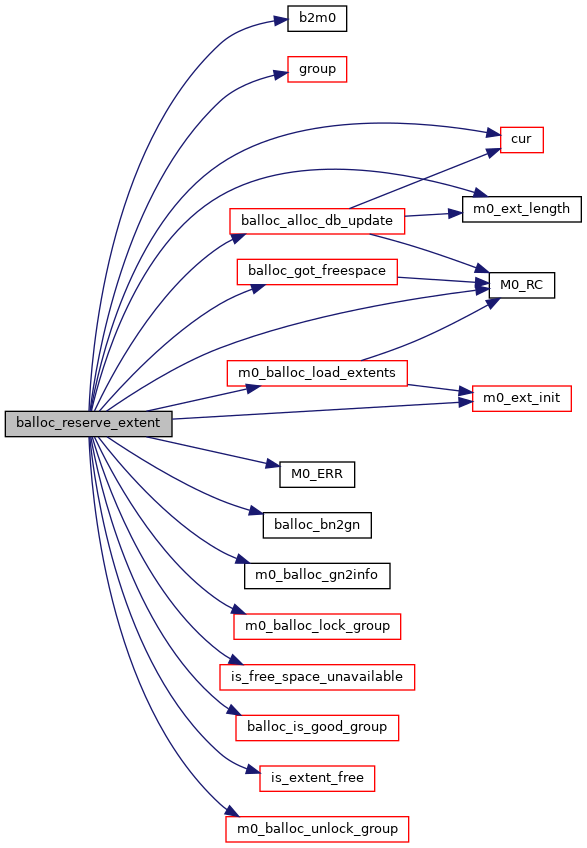 b2m0
group
cur
m0_ext_length
balloc_alloc_db_update
balloc_got_freespace
M0_RC
m0_balloc_load_extents
m0_ext_init
balloc_reserve_extent
M0_ERR
balloc_bn2gn
m0_balloc_gn2info
m0_balloc_lock_group
is_free_space_unavailable
balloc_is_good_group
is_extent_free
m0_balloc_unlock_group